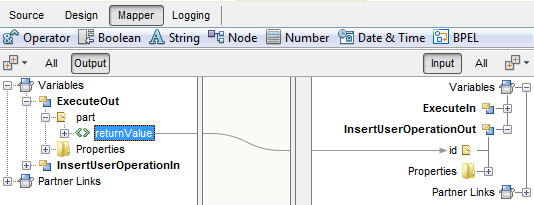 Source Design Mapper Logging
Operator Boolean String Node Number Date & Time BPEL
All Output Input All
Variables
ExecuteOut
part
returnValue
Properties
InsertUserOperationIn
Partner Links
Variables
ExecuteIn
InsertUserOperationOut
id
Properties
Partner Links